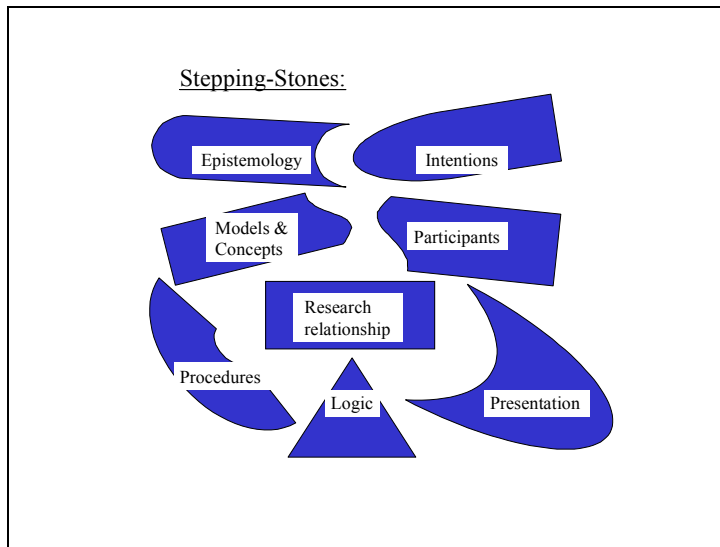 Stepping-Stones:
Epistemology
Intentions
Models &
Concepts
Participants
Research
relationship
Procedures
Logic
Presentation